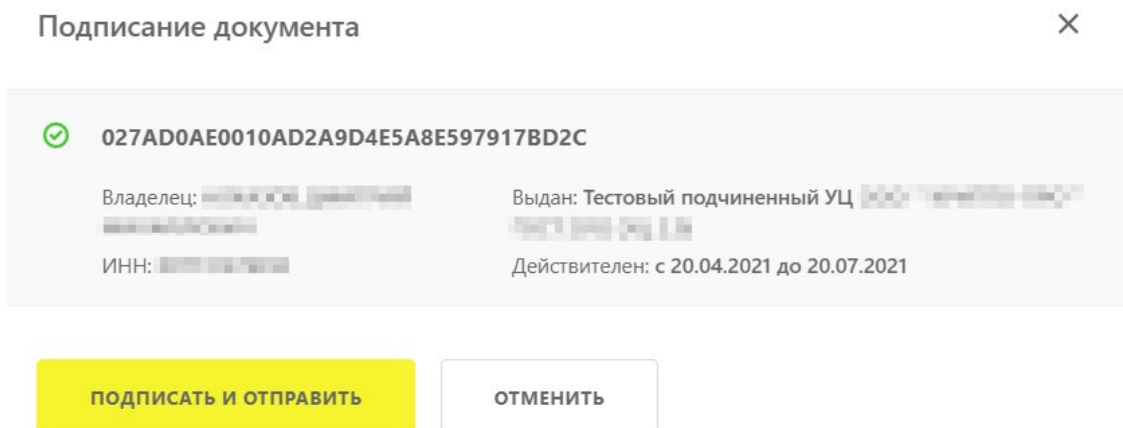 Подписание документа
027AD0AE0010AD2A9D4E5A8E597917BD2C
Владелец:
Выдан: Тестовый подчиненный УЦ
ИНН:
Действителен: с 20.04.2021 до 20.07.2021
ПОДПИСАТЬ И ОТПРАВИТЬ
ОТМЕНИТЬ